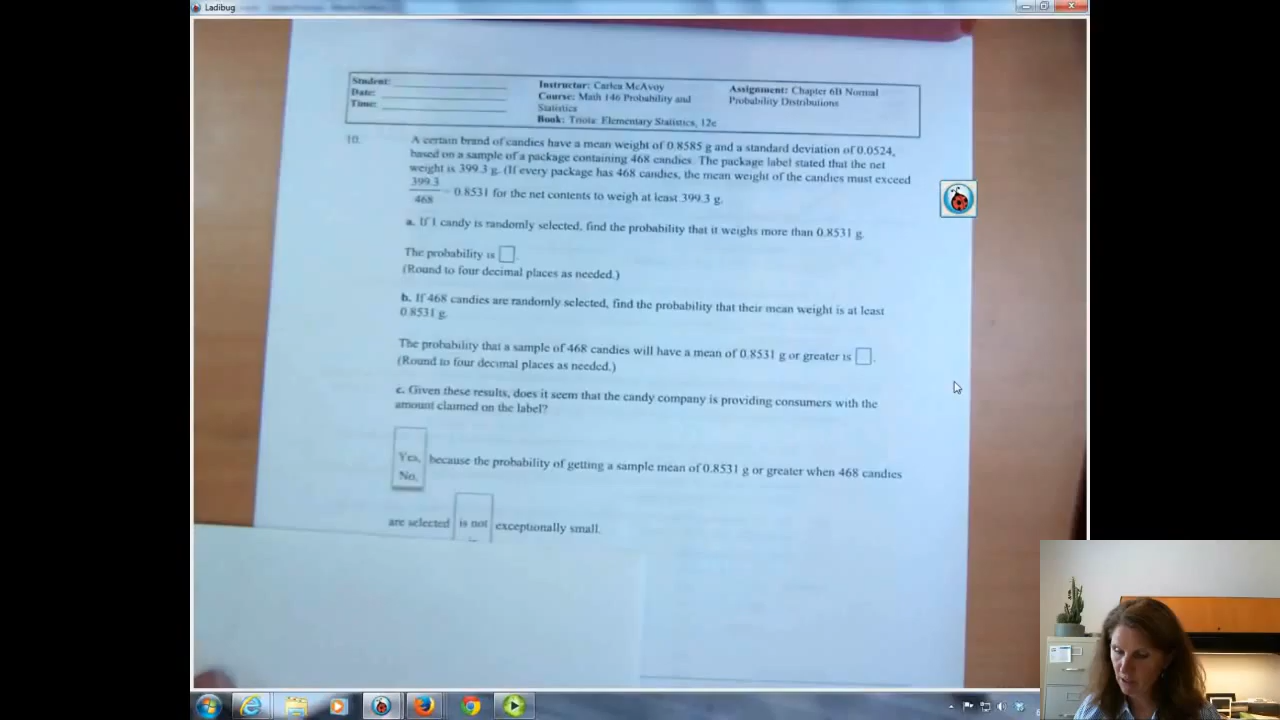 Ladibug
Student:
Date:
Time:
Instructor: Carlea McAvoy
Course: Math 146 Probability and
Statistics
Book: Triola: Elementary Statistics, 12e
Assignment: Chapter 6B Normal
Probability Distributions
10.
A certain brand of candies have a mean weight of 0.8585 g and a standard deviation of 0.0524,
based on a sample of a package containing 468 candies. The package label stated that the net
weight is 399.3 g. (If every package has 468 candies, the mean weight of the candies must exceed
399.3
468
= 0.8531 for the net contents to weigh at least 399.3 g.
a. If 1 candy is randomly selected, find the probability that it weighs more than 0.8531 g.
The probability is .
(Round to four decimal places as needed.)
b. If 468 candies are randomly selected, find the probability that their mean weight is at least
0.8531 g.
The probability that a sample of 468 candies will have a mean of 0.8531 g or greater is .
(Round to four decimal places as needed.)
c. Given these results, does it seem that the candy company is providing consumers with the
amount claimed on the label?
Yes, because the probability of getting a sample mean of 0.8531 g or greater when 468 candies
No,
are selected is not exceptionally small.